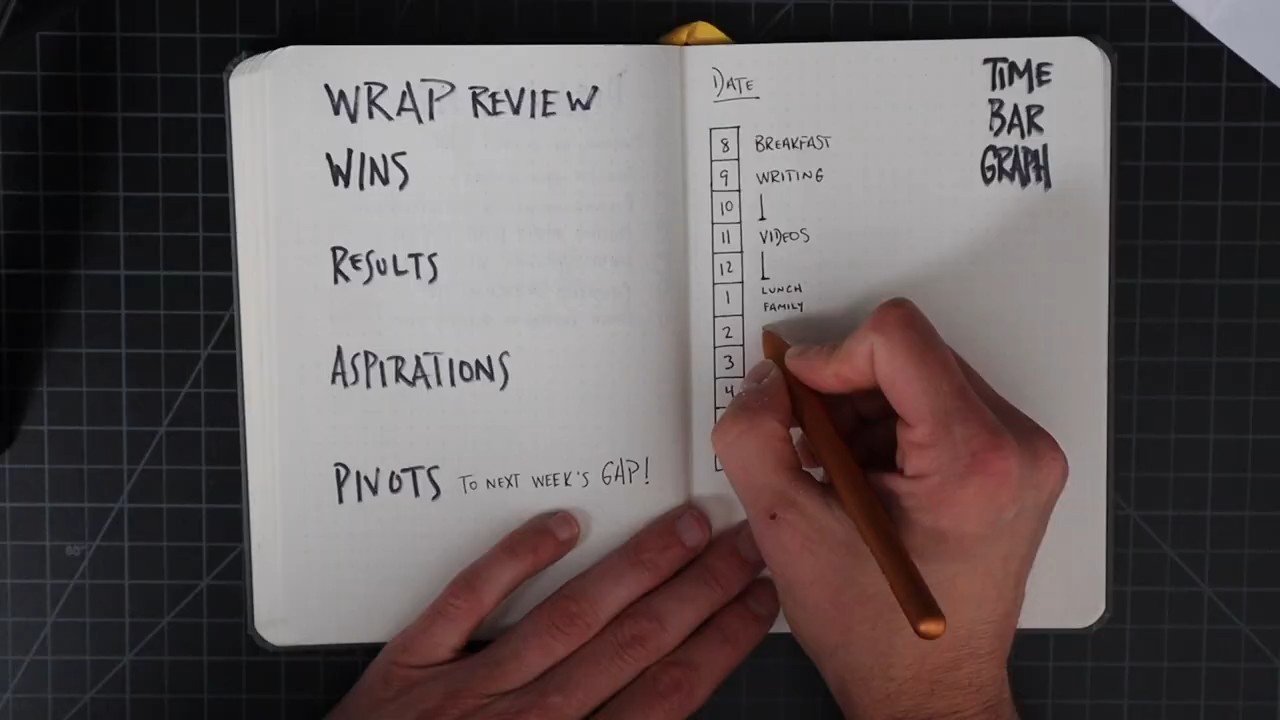 WRAP REVIEW
WINS
RESULTS
ASPIRATIONS
PIVOTS TO NEXT WEEK'S GAP!
DATE
TIME
BAR
GRAPH
8 BREAKFAST
9 WRITING
10
11 VIDEOS
12
1 LUNCH
FAMILY
2
3
4